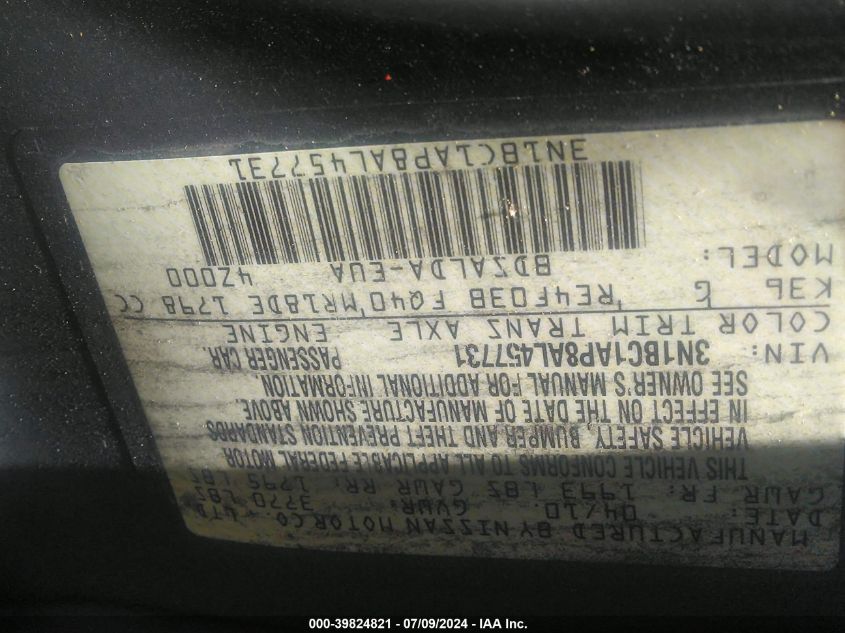 MANUFACTURED BY NISSAN MOTOR CO., LTD.
DATE: 04/10 GVWR: 3770 LBS
GAWR FR: 1993 LBS GAWR RR: 1795 LBS
THIS VEHICLE CONFORMS TO ALL APPLICABLE FEDERAL MOTOR
VEHICLE SAFETY, BUMPER AND THEFT PREVENTION STANDARDS
IN EFFECT ON THE DATE OF MANUFACTURE SHOWN ABOVE.
SEE OWNER'S MANUAL FOR ADDITIONAL INFORMATION.
VIN: 3N1BC1AP8AL457731 PASSENGER CAR
COLOR TRIM TRANS AXLE ENGINE
K36 G RE4F03B FQ40 MR18DE 1798 CC
MODEL: BDZALDA-EUA 4Z000
3N1BC1AP8AL457731
000-39824821 - 07/09/2024 - IAA Inc.